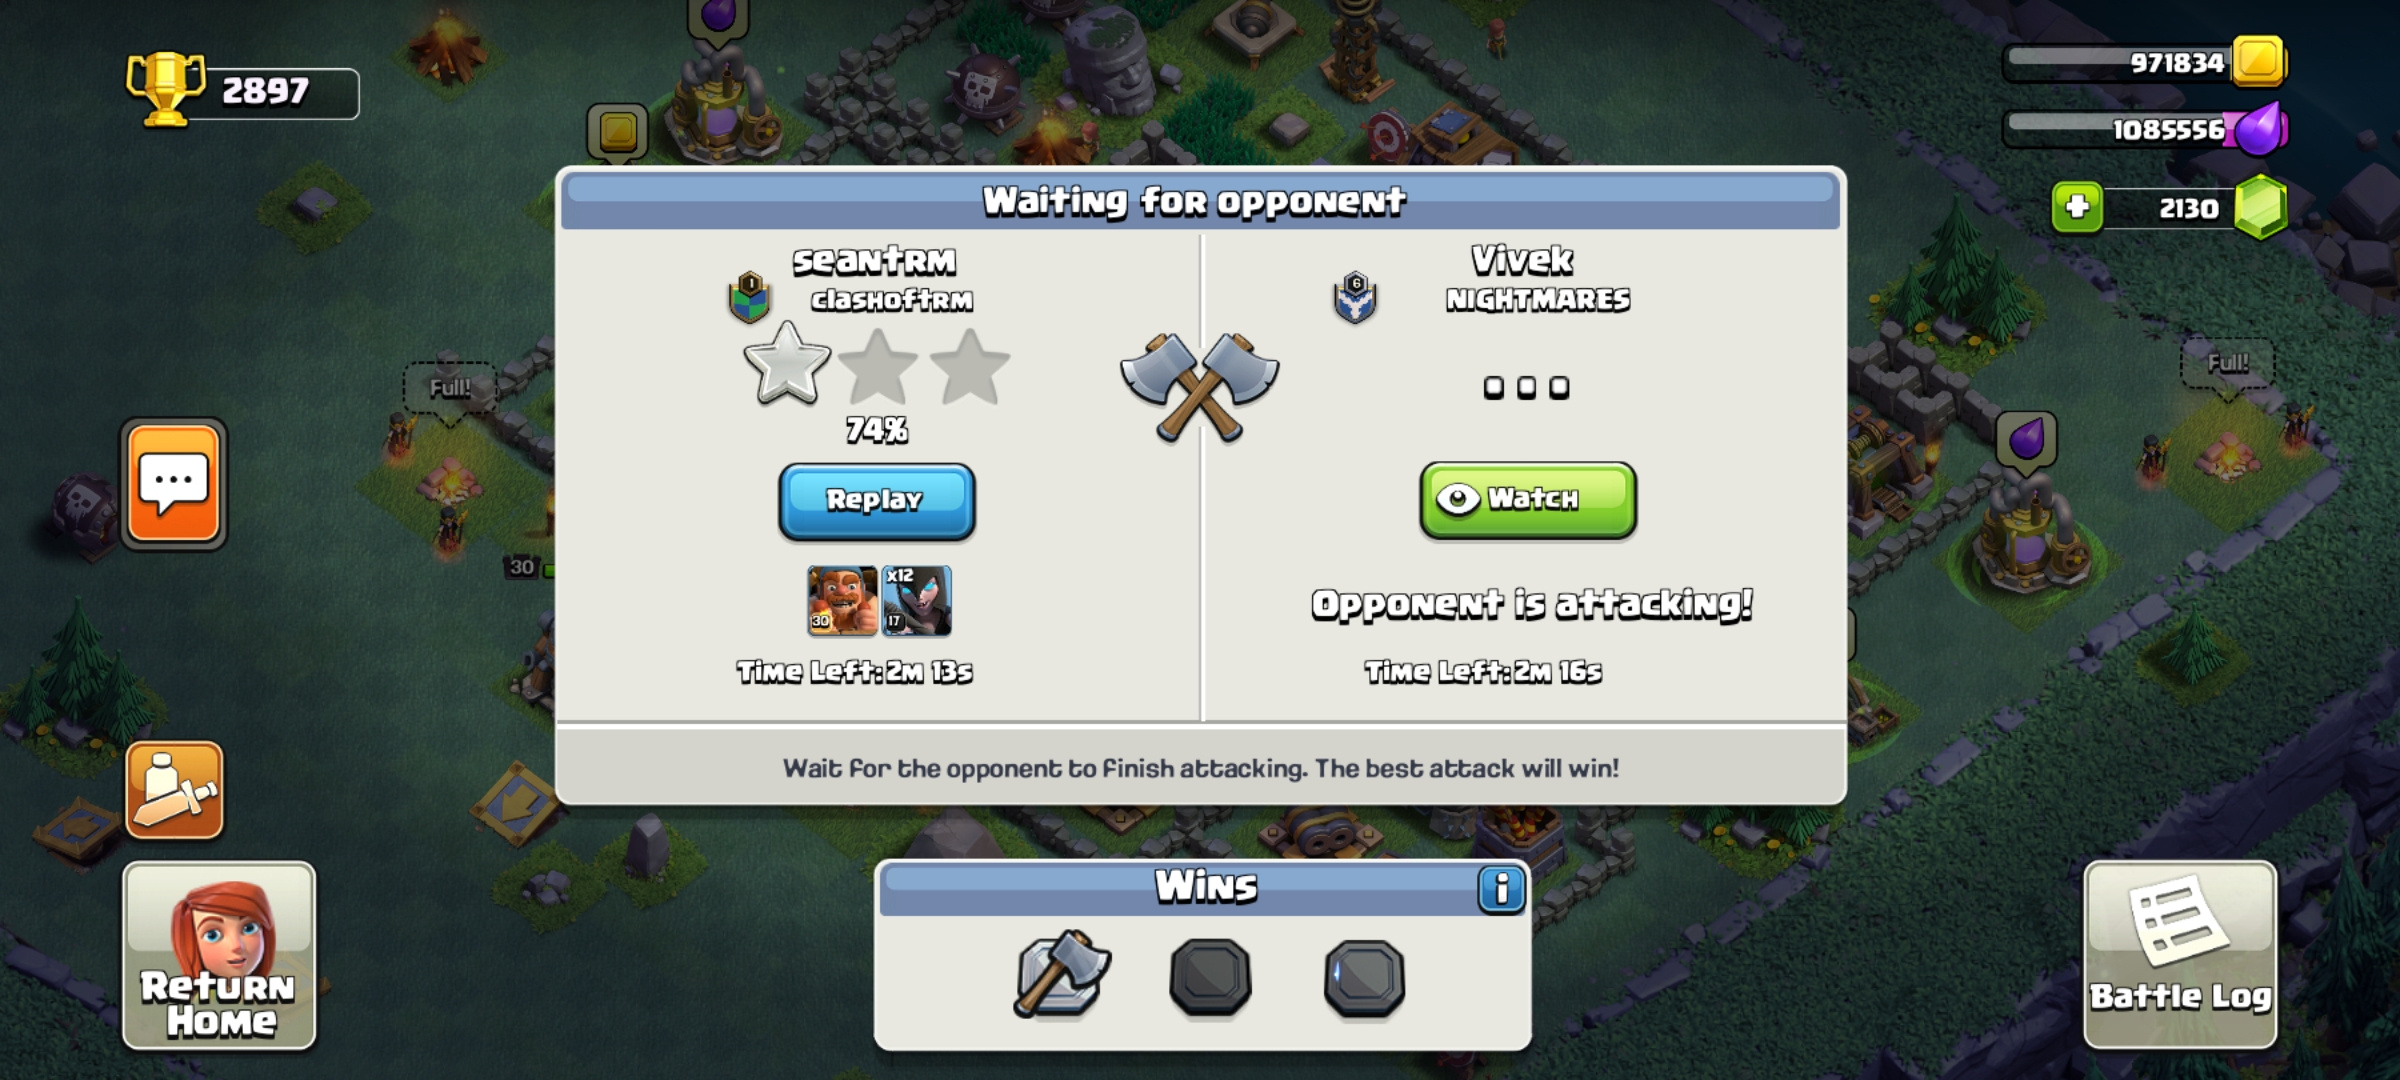 2897
971834
1085556
2130
Waiting for opponent
seantrm
clashoftrm
1
74%
Replay
x12
30
17
Time Left:2m 13s
Vivek
NIGHTMARES
6
Watch
Opponent is attacking!
Time Left:2m 16s
Full!
Full!
30
Wait for the opponent to finish attacking. The best attack will win!
Wins
i
Return
Home
Battle Log